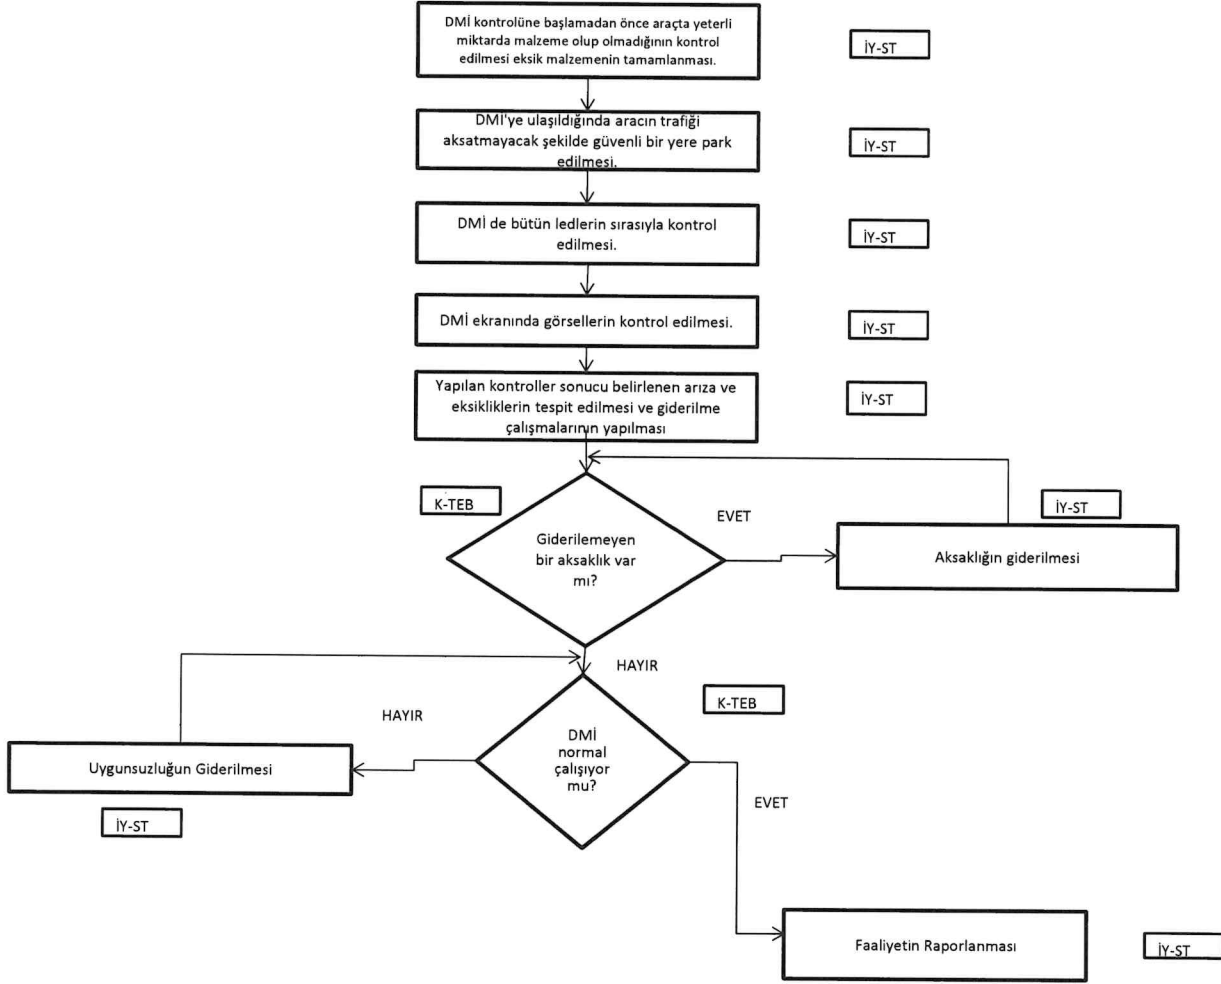 DMİ kontrolüne başlamadan önce araçta yeterli
miktarda malzeme olup olmadığının kontrol
edilmesi eksik malzemenin tamamlanması.
İY-ST
DMİ'ye ulaşıldığında aracın trafiği
aksatmayacak şekilde güvenli bir yere park
edilmesi.
İY-ST
DMİ de bütün ledlerin sırasıyla kontrol
edilmesi.
İY-ST
DMİ ekranında görsellerin kontrol edilmesi.
İY-ST
Yapılan kontroller sonucu belirlenen arıza ve
eksikliklerin tespit edilmesi ve giderilme
çalışmalarının yapılması
İY-ST
K-TEB
Giderilemeyen
bir aksaklık var
mı?
EVET
İY-ST
Aksaklığın giderilmesi
HAYIR
K-TEB
DMİ
normal
çalışıyor
mu?
HAYIR
Uygunsuzluğun Giderilmesi
İY-ST
EVET
Faaliyetin Raporlanması
İY-ST